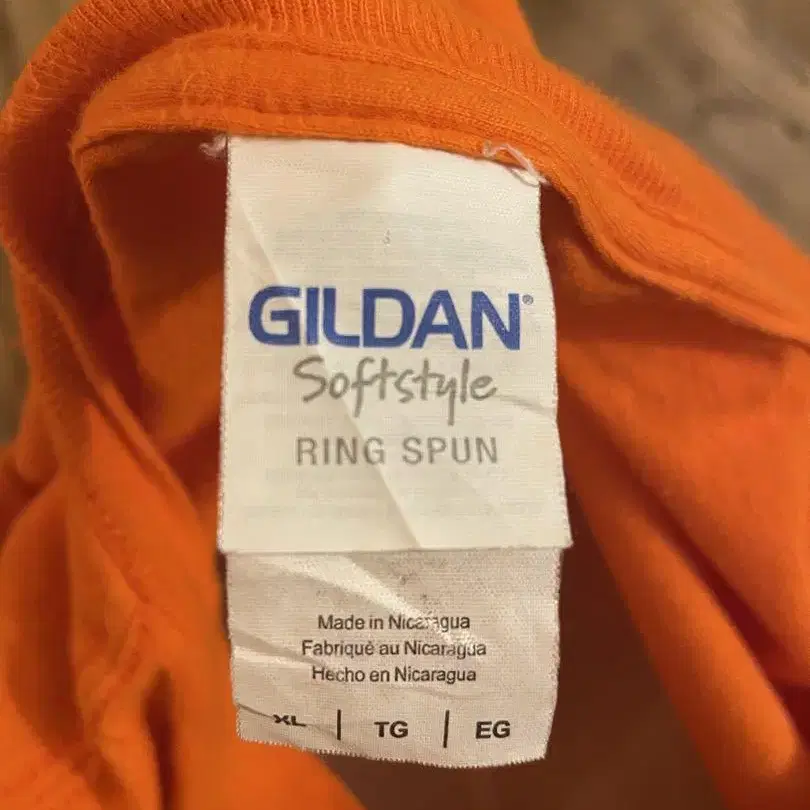 GILDAN®
Softstyle
RING SPUN
Made in Nicaragua
Fabriqué au Nicaragua
Hecho en Nicaragua
XL | TG | EG